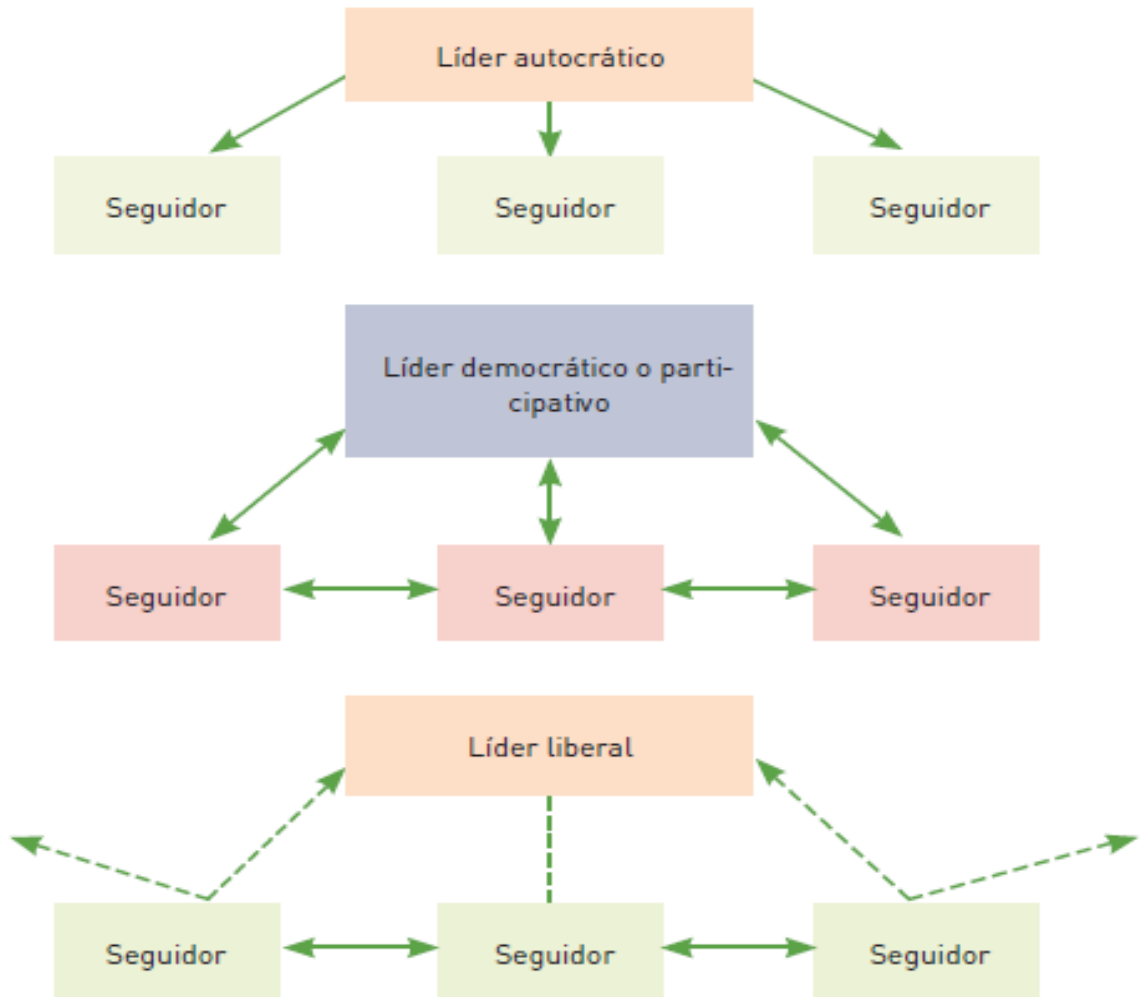 Líder autocrático
Seguidor
Seguidor
Seguidor
Líder democrático o parti-
cipativo
Seguidor
Seguidor
Seguidor
Líder liberal
Seguidor
Seguidor
Seguidor